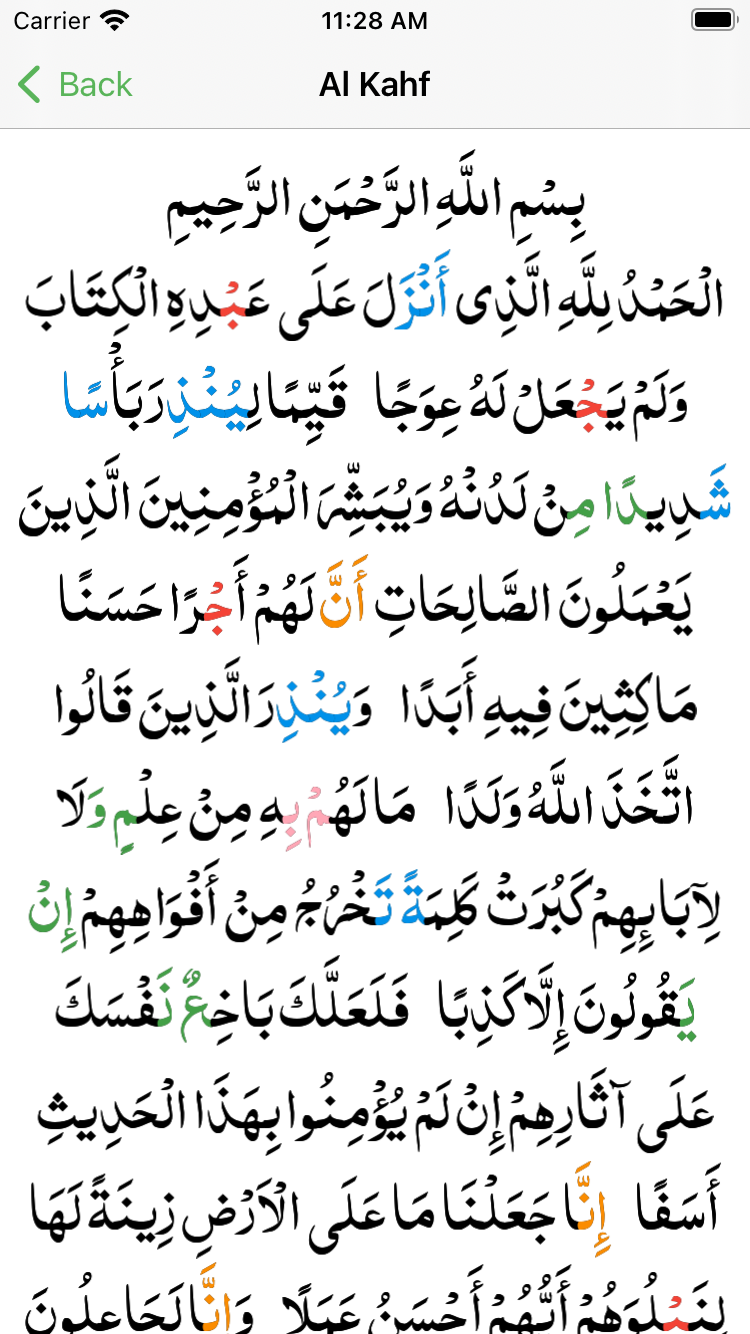 Carrier 11:28 AM
Back Al Kahf
بِسْمِ اللَّهِ الرَّحْمَنِ الرَّحِيمِ
الْحَمْدُ لِلَّهِ الَّذِى أَنْزَلَ عَلَى عَبْدِهِ الْكِتَابَ
وَلَمْ يَجْعَلْ لَهُ عِوَجًا قَيِّمًا لِيُنْذِرَ بَأْسًا
شَدِيدًا مِنْ لَدُنْهُ وَيُبَشِّرَ الْمُؤْمِنِينَ الَّذِينَ
يَعْمَلُونَ الصَّالِحَاتِ أَنَّ لَهُمْ أَجْرًا حَسَنًا
مَاكِثِينَ فِيهِ أَبَدًا وَيُنْذِرَ الَّذِينَ قَالُوا
اتَّخَذَ اللَّهُ وَلَدًا مَا لَهُمْ بِهِ مِنْ عِلْمٍ وَلَا
لِآبَايِٕهِمْ كَبُرَتْ كَلِمَةً تَخْرُجُ مِنْ أَفْوَاهِهِمْ إِنْ
يَقُولُونَ إِلَّا كَذِبًا فَلَعَلَّكَ بَاخِعٌ نَفْسَكَ
عَلَى آثَارِهِمْ إِنْ لَمْ يُؤْمِنُوا بِهَذَا الْحَدِيثِ
أَسَفًا إِنَّا جَعَلْنَا مَا عَلَى الْأَرْضِ زِينَةً لَهَا
لِنَبْلُوَهُمْ أَيُّهُمْ أَحْسَنُ عَمَلًا وَإِنَّا لَجَاعِلُونَ